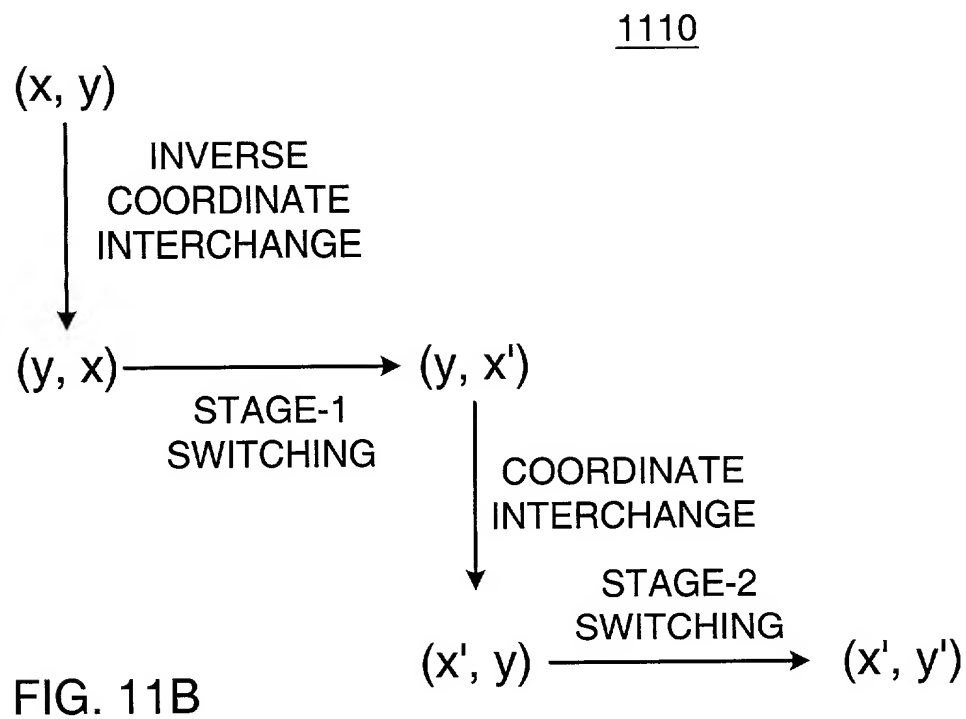 1110
(x, y)
INVERSE
COORDINATE
INTERCHANGE
(y, x)
(y, x')
STAGE-1
SWITCHING
COORDINATE
INTERCHANGE
STAGE-2
SWITCHING
(x', y)
(x', y')
FIG. 11B